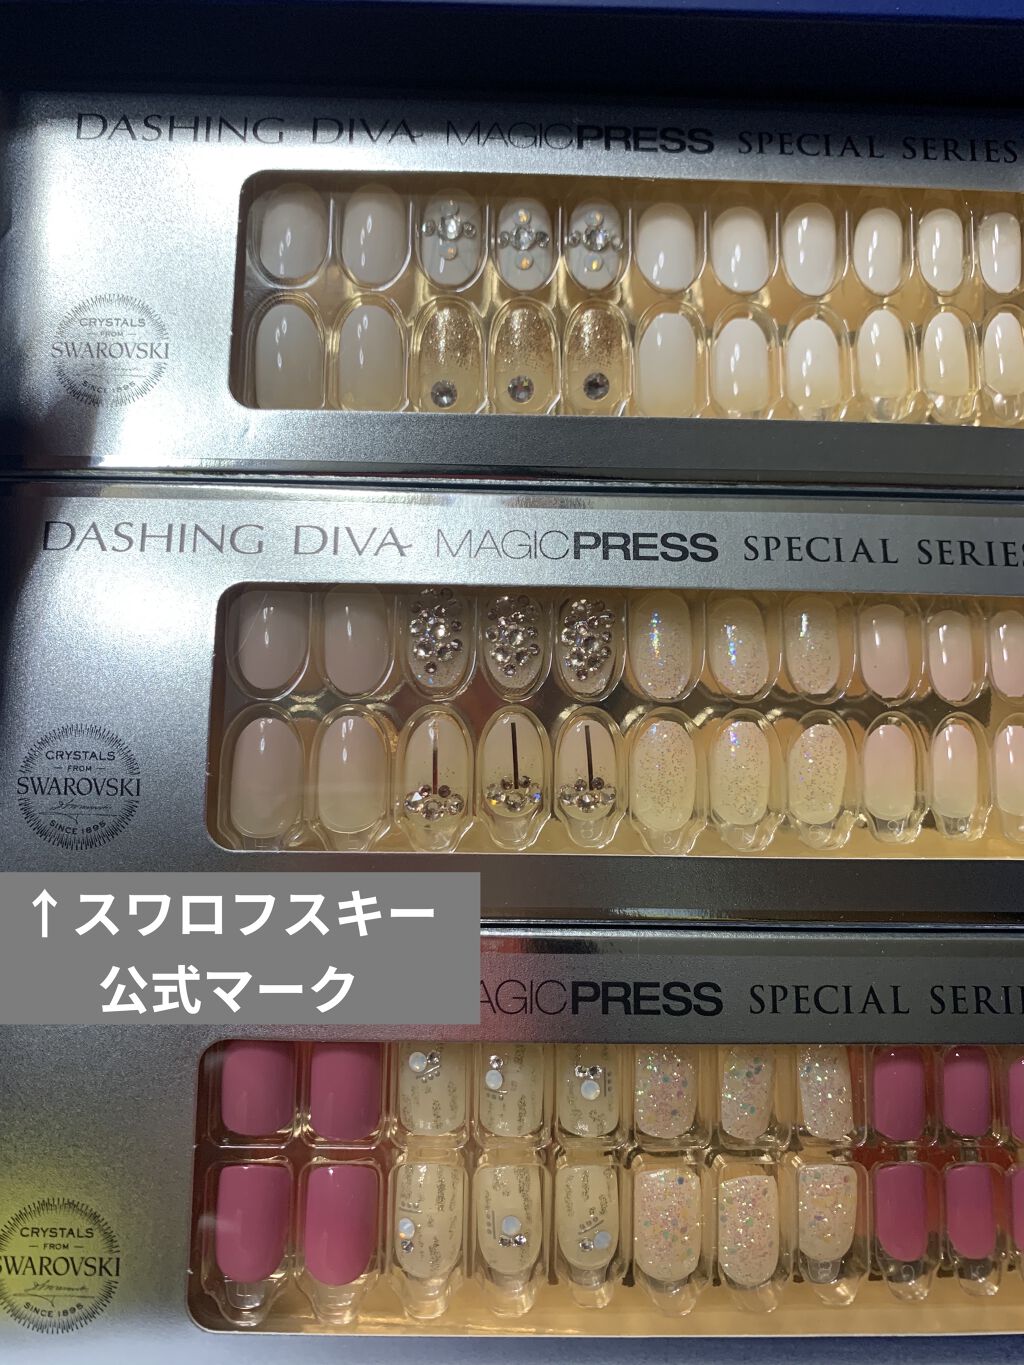 DASHING DIVA MAGICPRESS SPECIAL SERIES
CRYSTALS
FROM
SWAROVSKI
SINCE 1895
DASHING DIVA MAGICPRESS SPECIAL SERIES
CRYSTALS
FROM
SWAROVSKI
SINCE 1895
↑スワロフスキー
公式マーク
AGICPRESS SPECIAL SERI
CRYSTALS
FROM
SWAROVSKI
SINCE 1895